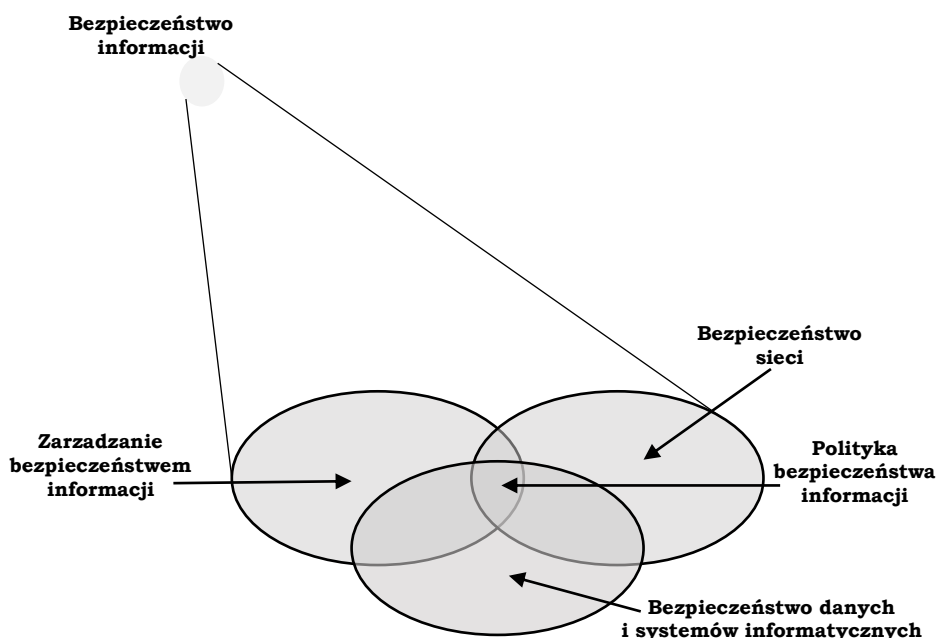 Bezpieczeństwo
informacji
Bezpieczeństwo
sieci
Zarzadzanie
bezpieczeństwem
informacji
Polityka
bezpieczeństwa
informacji
Bezpieczeństwo danych
i systemów informatycznych